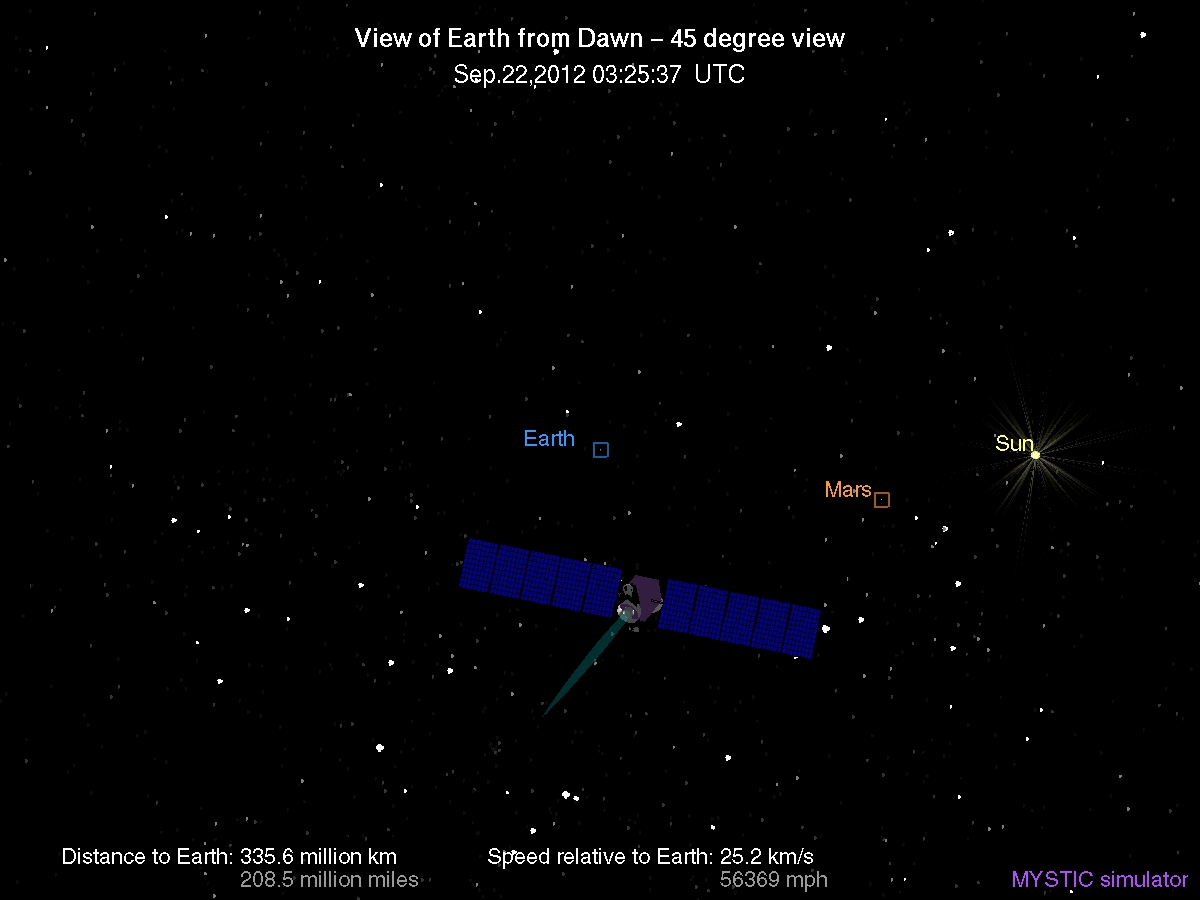 View of Earth from Dawn – 45 degree view
Sep.22,2012 03:25:37 UTC
Earth
Sun
Mars
Distance to Earth: 335.6 million km
208.5 million miles
Speed relative to Earth: 25.2 km/s
56369 mph
MYSTIC simulator